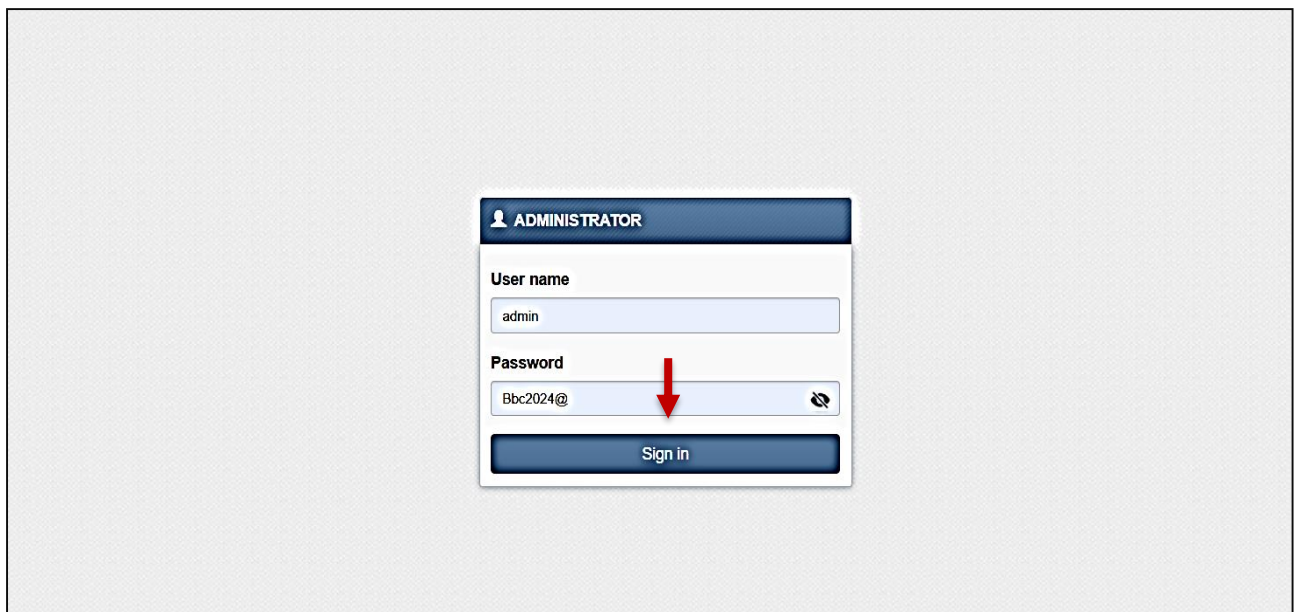 ADMINISTRATOR
User name
admin
Password
Bbc2024@
Sign in